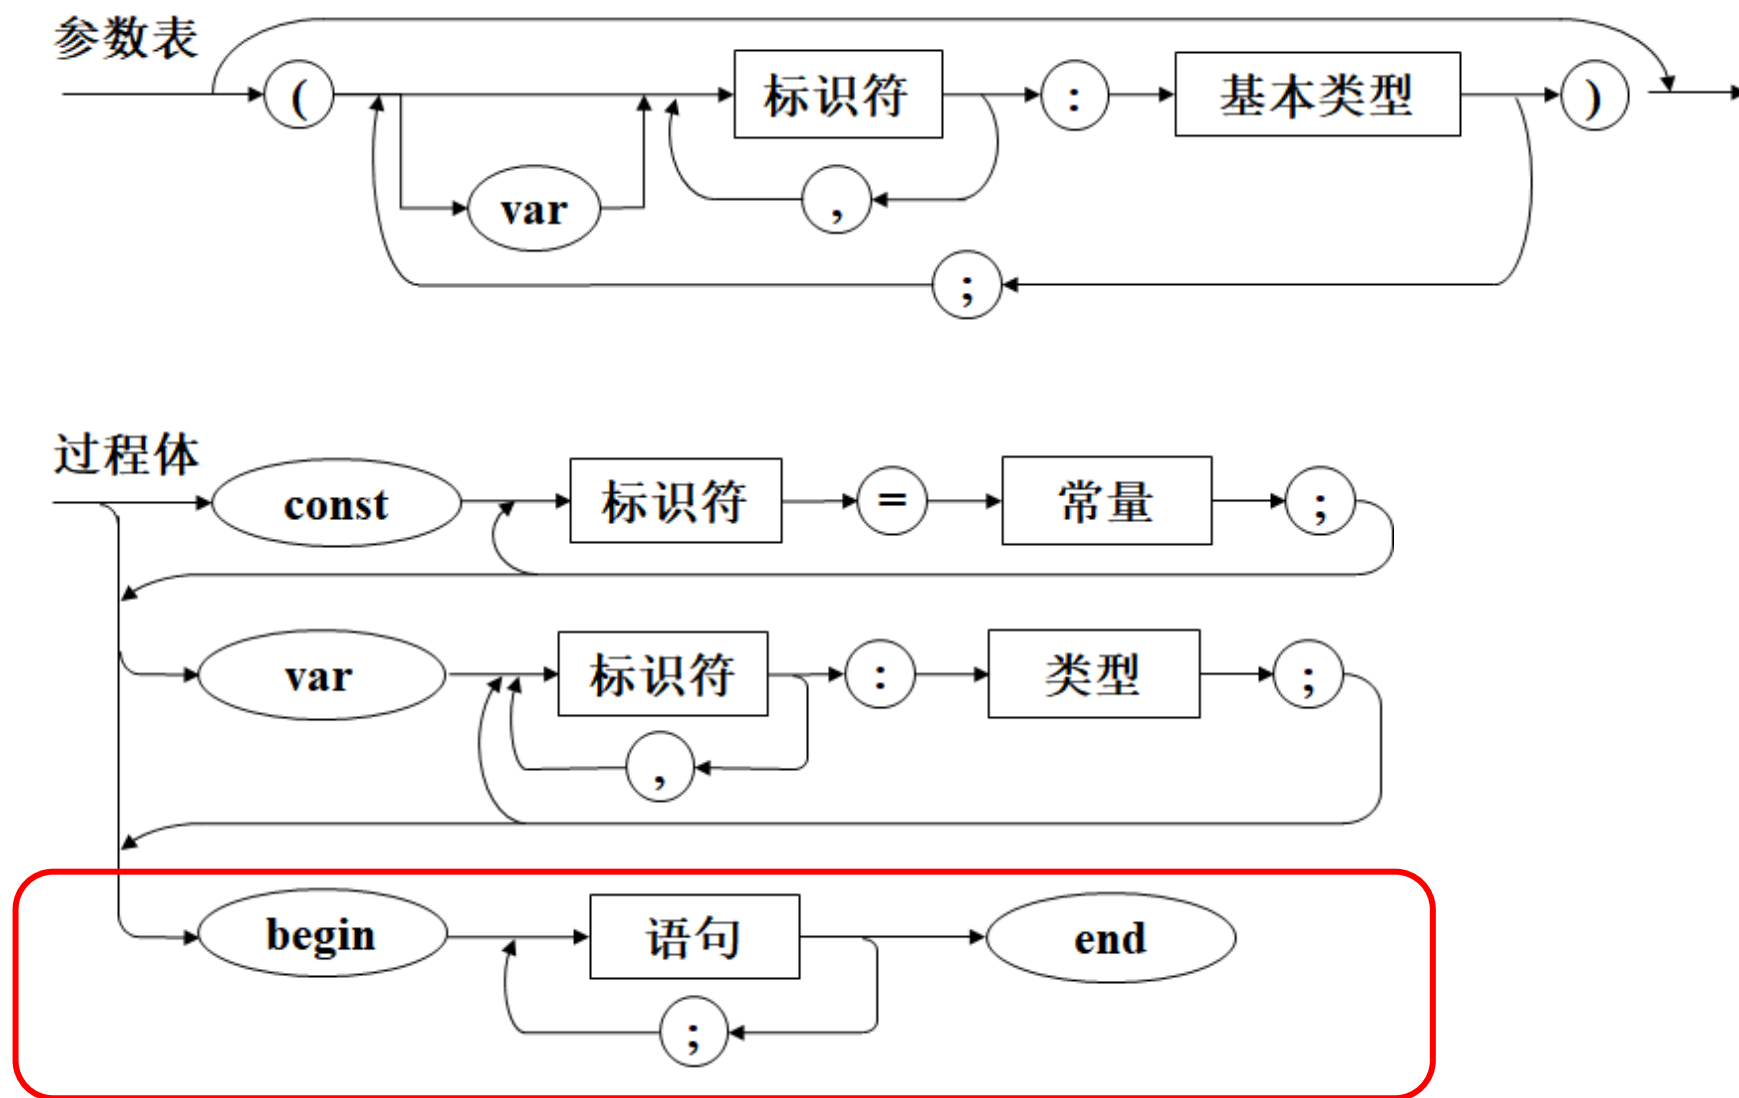 参数表
( 标识符 : 基本类型 )
var ,
;
过程体
const 标识符 = 常量 ;
var 标识符 : 类型 ;
,
begin 语句 end
;